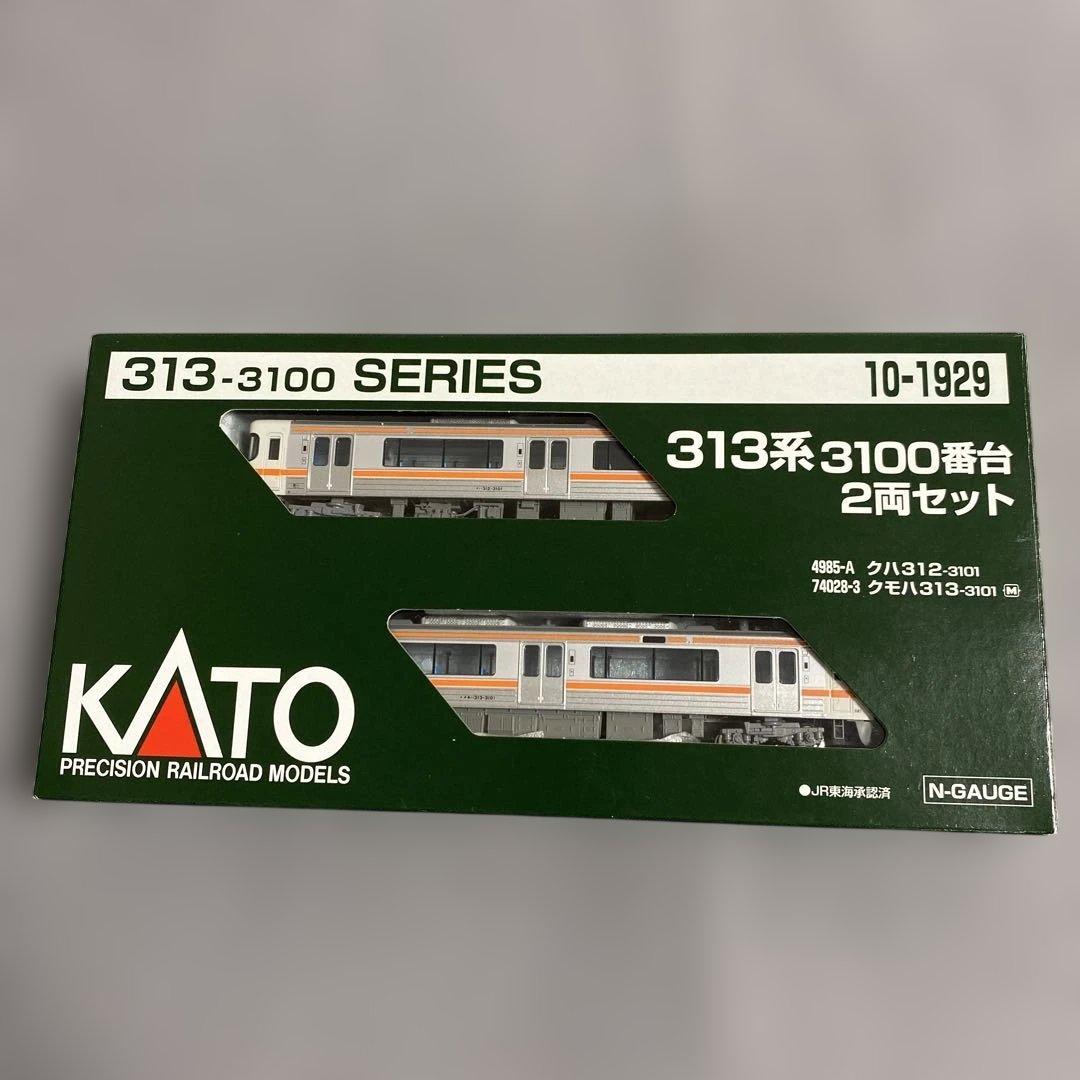 313-3100 SERIES 10-1929
313系 3100番台
2両セット
4985-A クハ312-3101
74028-3 クモハ313-3101 M
KATO
PRECISION RAILROAD MODELS
●JR東海承認済
N-GAUGE